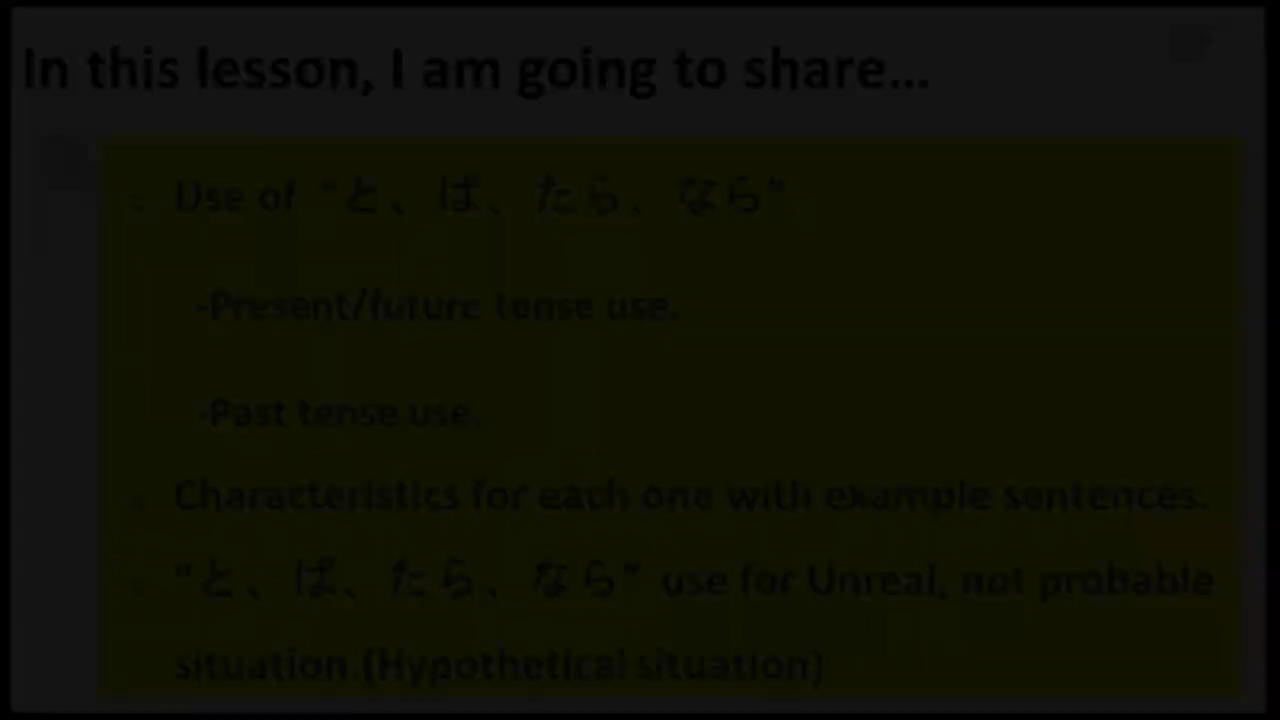 In this lesson, I am going to share...
Use of "と、ば、たら、なら"
-Present/future tense use.
-Past tense use.
Characteristics for each one with example sentences.
"と、ば、たら、なら" use for Unreal, not probable
situation.(Hypothetical situation)